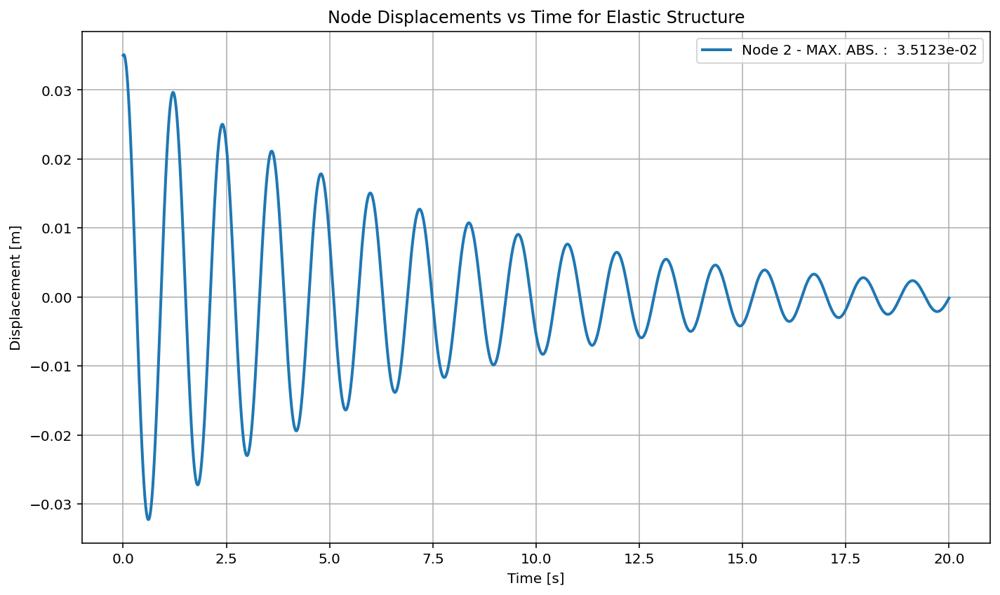 Node Displacements vs Time for Elastic Structure
Node 2 - MAX. ABS. :  3.5123e-02
0.03
0.02
0.01
0.00
−0.01
−0.02
−0.03
Displacement [m]
0.0 2.5 5.0 7.5 10.0 12.5 15.0 17.5 20.0
Time [s]